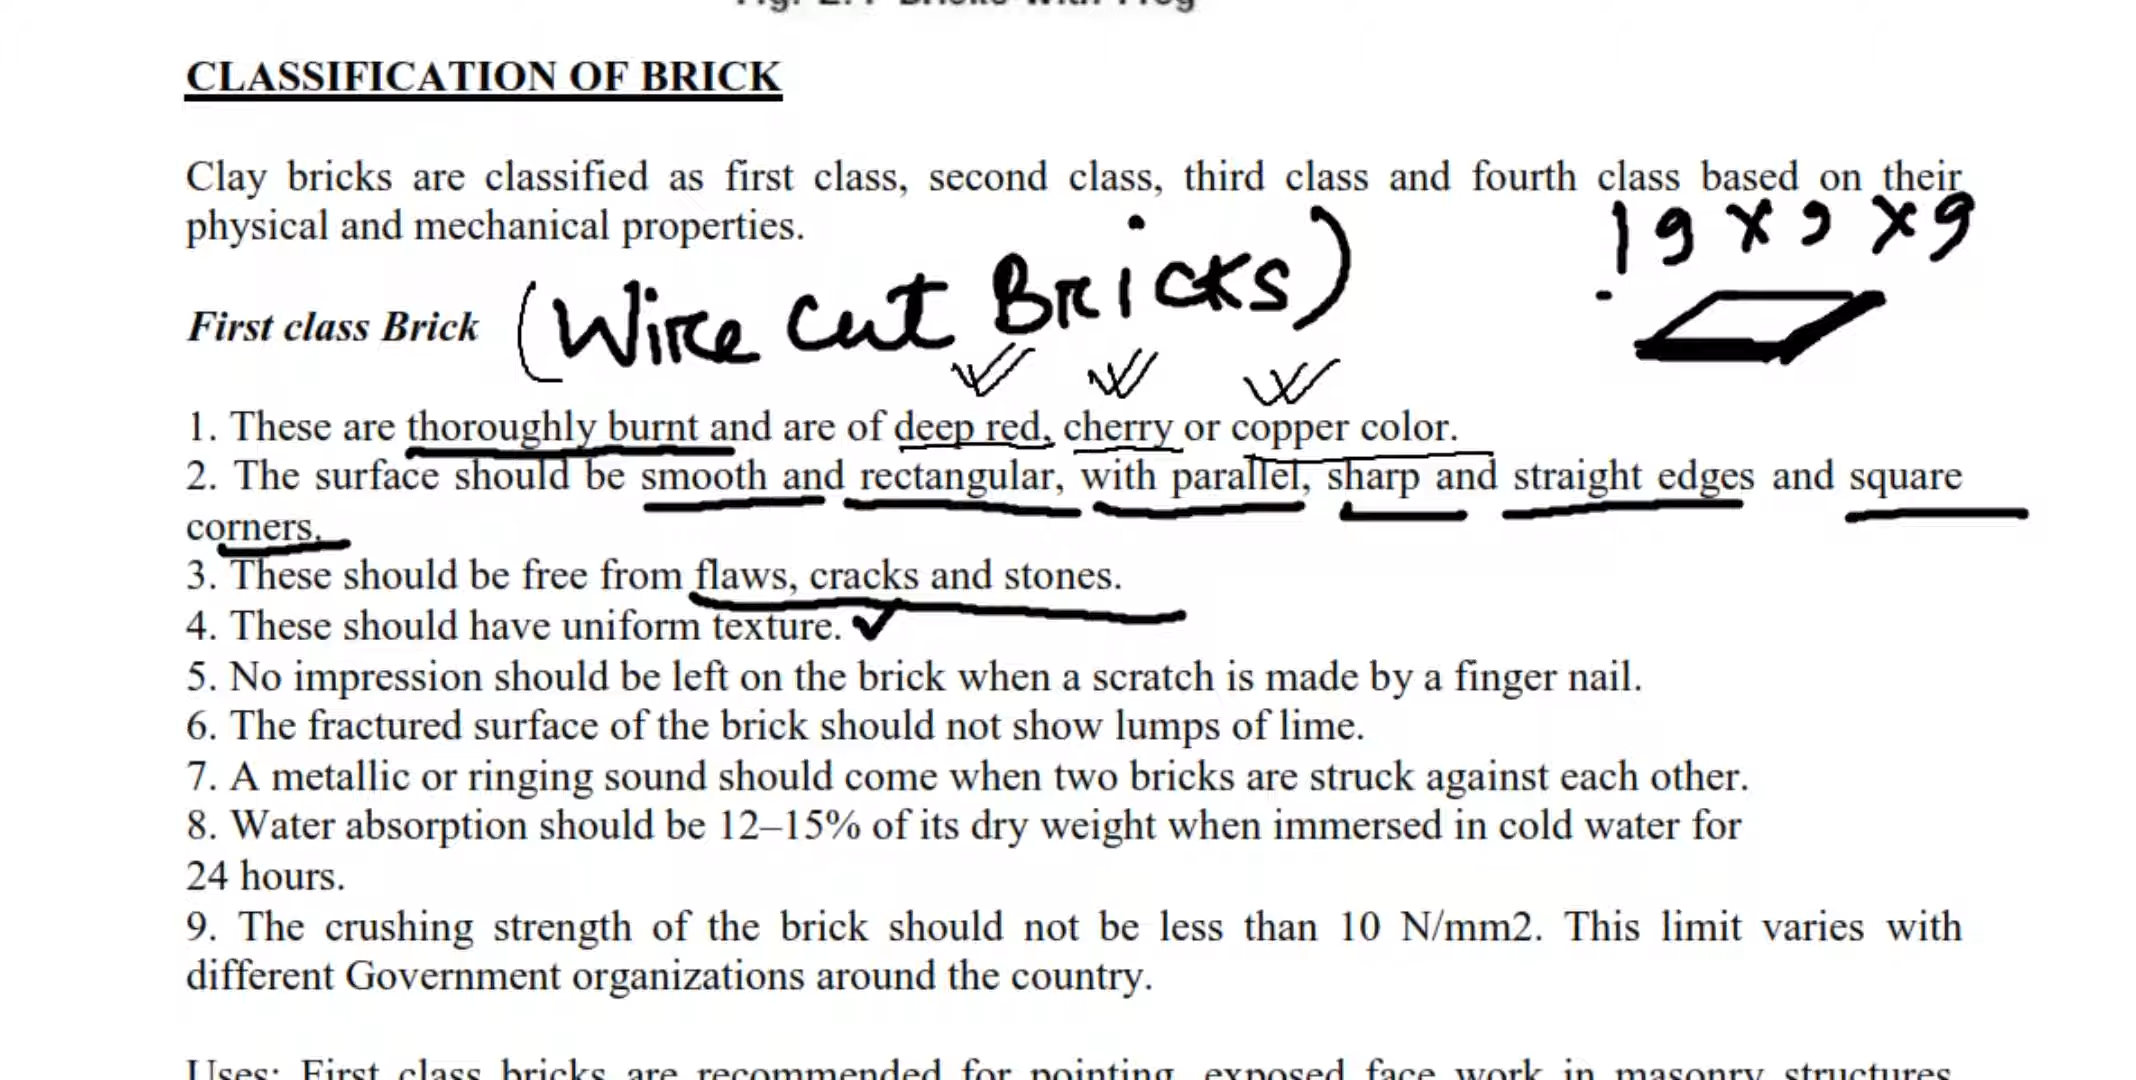 Fig. 2.4 Bricks with Frog
CLASSIFICATION OF BRICK
Clay bricks are classified as first class, second class, third class and fourth class based on their
physical and mechanical properties.
19 x 9 x 9
First class Brick (Wire Cut Bricks)
1. These are thoroughly burnt and are of deep red, cherry or copper color.
2. The surface should be smooth and rectangular, with parallel, sharp and straight edges and square
corners.
3. These should be free from flaws, cracks and stones.
4. These should have uniform texture.
5. No impression should be left on the brick when a scratch is made by a finger nail.
6. The fractured surface of the brick should not show lumps of lime.
7. A metallic or ringing sound should come when two bricks are struck against each other.
8. Water absorption should be 12–15% of its dry weight when immersed in cold water for
24 hours.
9. The crushing strength of the brick should not be less than 10 N/mm2. This limit varies with
different Government organizations around the country.
Uses: First class bricks are recommended for pointing, exposed face work in masonry structures,